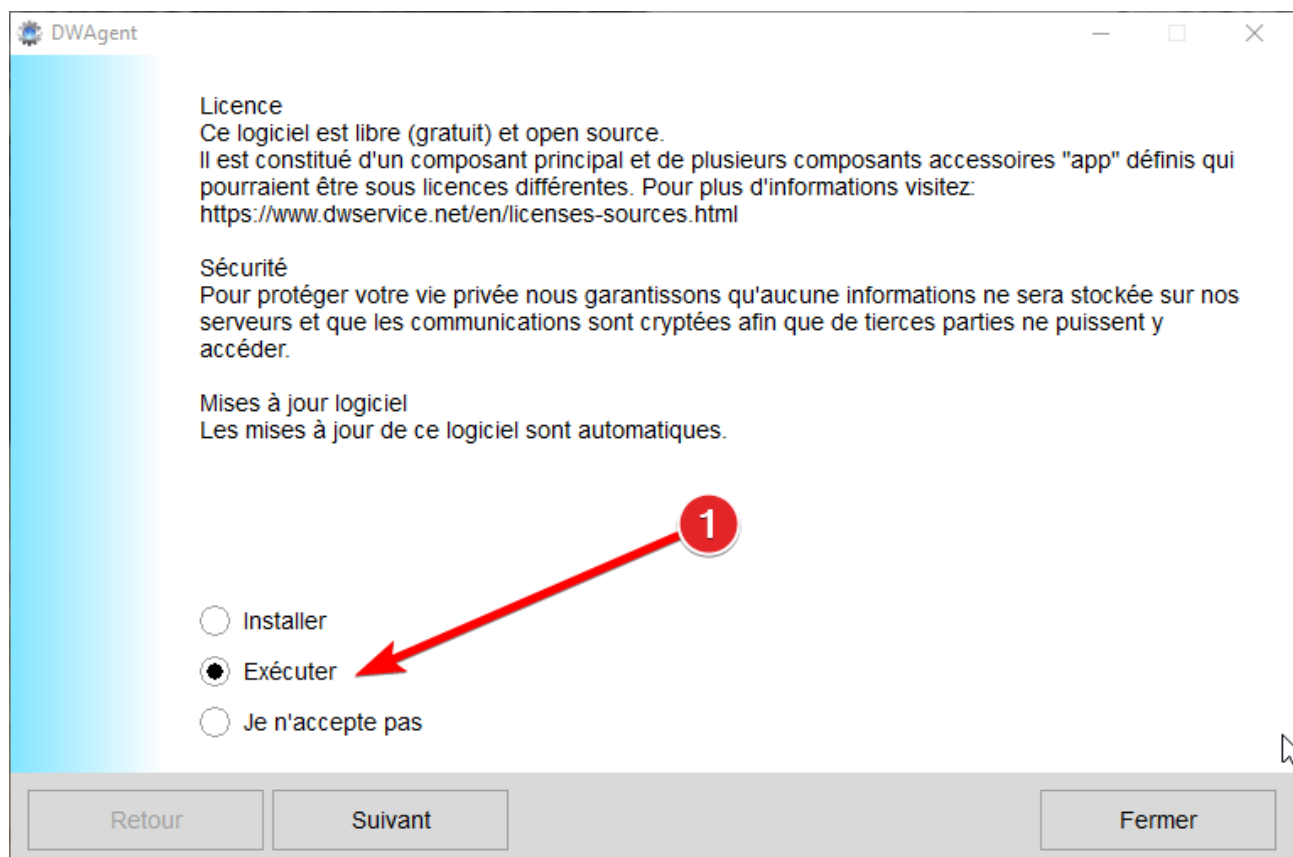 DWAgent
Licence
Ce logiciel est libre (gratuit) et open source.
Il est constitué d'un composant principal et de plusieurs composants accessoires "app" définis qui
pourraient être sous licences différentes. Pour plus d'informations visitez:
https://www.dwservice.net/en/licenses-sources.html
Sécurité
Pour protéger votre vie privée nous garantissons qu'aucune informations ne sera stockée sur nos
serveurs et que les communications sont cryptées afin que de tierces parties ne puissent y
accéder.
Mises à jour logiciel
Les mises à jour de ce logiciel sont automatiques.
1
Installer
Exécuter
Je n'accepte pas
Retour
Suivant
Fermer